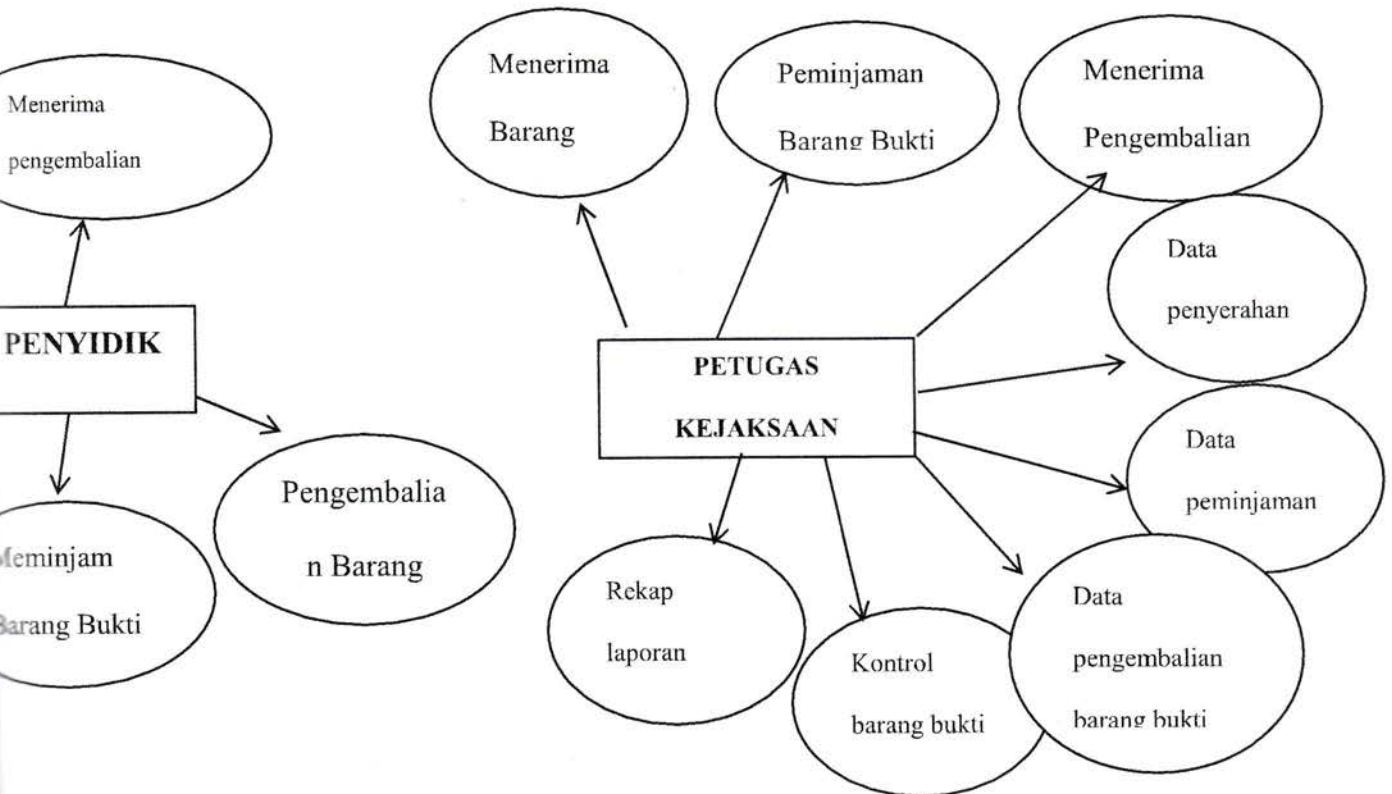 Menerima
pengembalian
PENYIDIK
Meminjam
Barang Bukti
Pengembalia
n Barang
Menerima
Barang
Peminjaman
Barang Bukti
Menerima
Pengembalian
Data
penyerahan
PETUGAS
KEJAKSAAN
Data
peminjaman
Data
pengembalian
barang bukti
Kontrol
barang bukti
Rekap
laporan